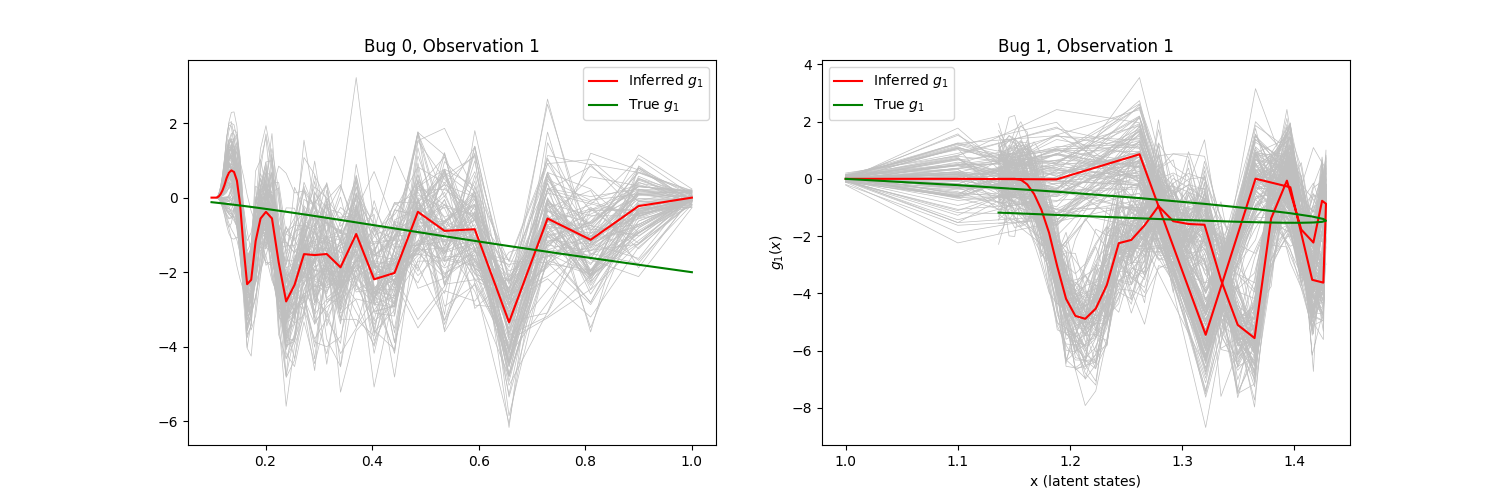 Bug 0, Observation 1
Inferred g₁
True g₁
2
0
−2
−4
−6
0.2 0.4 0.6 0.8 1.0
Bug 1, Observation 1
Inferred g₁
True g₁
g₁(x)
4
2
0
−2
−4
−6
−8
1.0 1.1 1.2 1.3 1.4
x (latent states)